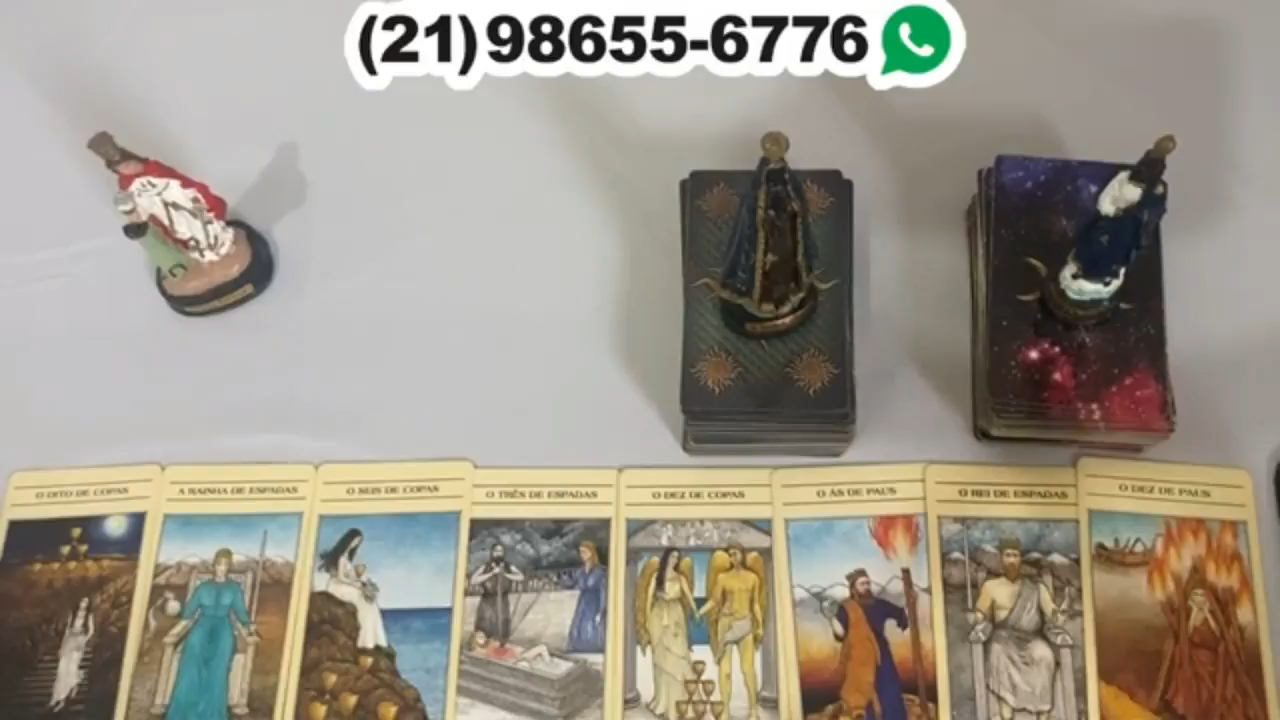 (21)98655-6776
O OITO DE COPAS
A RAINHA DE ESPADAS
O SEIS DE COPAS
O TRÊS DE ESPADAS
O DEZ DE COPAS
O ÁS DE PAUS
O REI DE ESPADAS
O DEZ DE PAUS